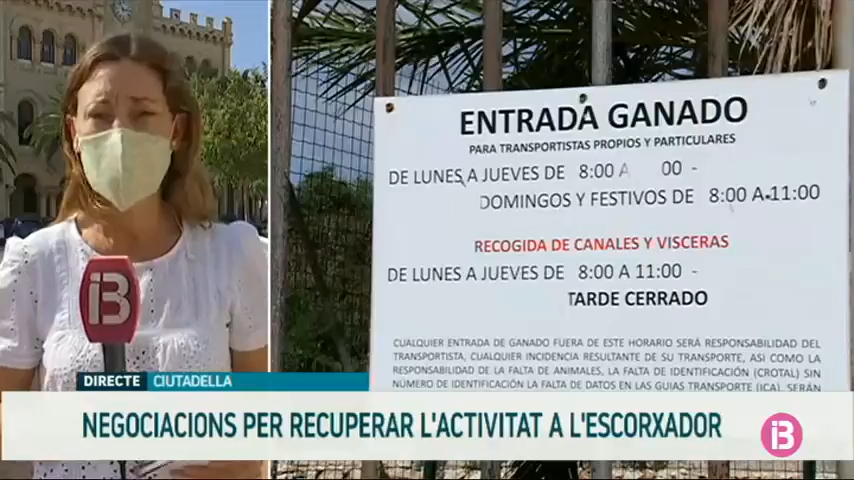 ENTRADA GANADO
PARA TRANSPORTISTAS PROPIOS Y PARTICULARES
DE LUNES A JUEVES DE 8:00 A 00 -
DOMINGOS Y FESTIVOS DE 8:00 A 11:00
RECOGIDA DE CANALES Y VISCERAS
DE LUNES A JUEVES DE 8:00 A 11:00 -
TARDE CERRADO
CUALQUIER ENTRADA DE GANADO FUERA DE ESTE HORARIO SERÁ RESPONSABILIDAD DEL
TRANSPORTISTA, CUALQUIER INCIDENCIA RESULTANTE DE SU TRANSPORTE, ASI COMO LA
RESPONSABILIDAD DE LA FALTA DE ANIMALES, LA FALTA DE IDENTIFICACIÓN (CROTAL) SIN
NÚMERO DE IDENTIFICACIÓN LA FALTA DE DATOS EN LAS GUIAS TRANSPORTE (ICA). SERÁN
IB
DIRECTE CIUTADELLA
NEGOCIACIONS PER RECUPERAR L'ACTIVITAT A L'ESCORXADOR
IB